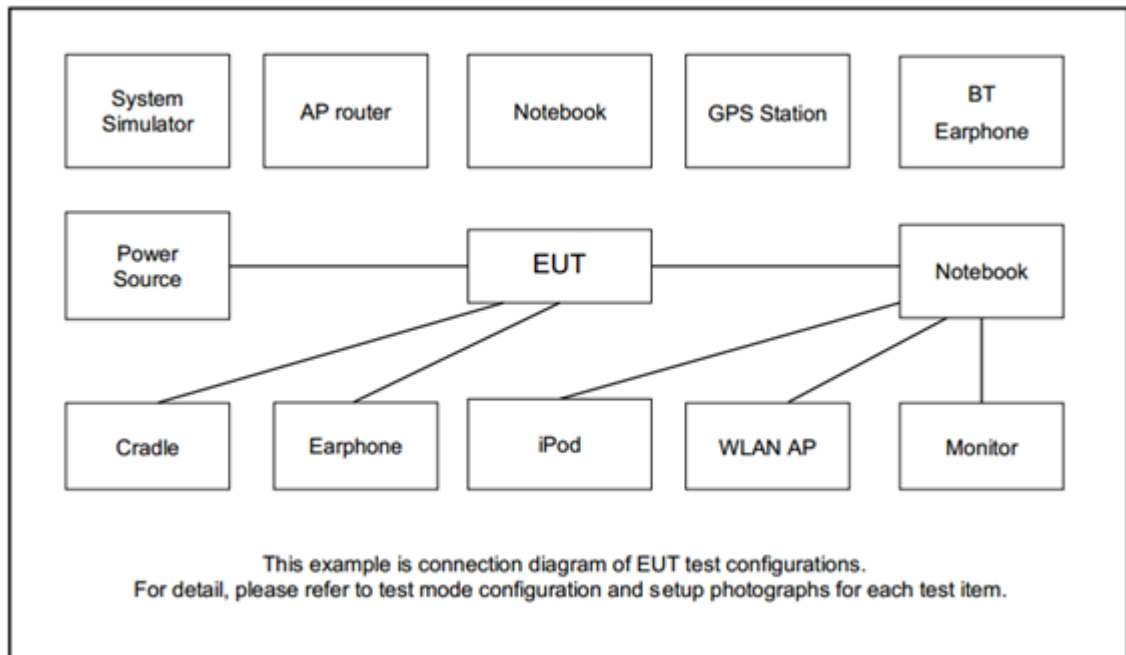 System
Simulator
AP router
Notebook
GPS Station
BT
Earphone
Power
Source
EUT
Notebook
Cradle
Earphone
iPod
WLAN AP
Monitor
This example is connection diagram of EUT test configurations.
For detail, please refer to test mode configuration and setup photographs for each test item.